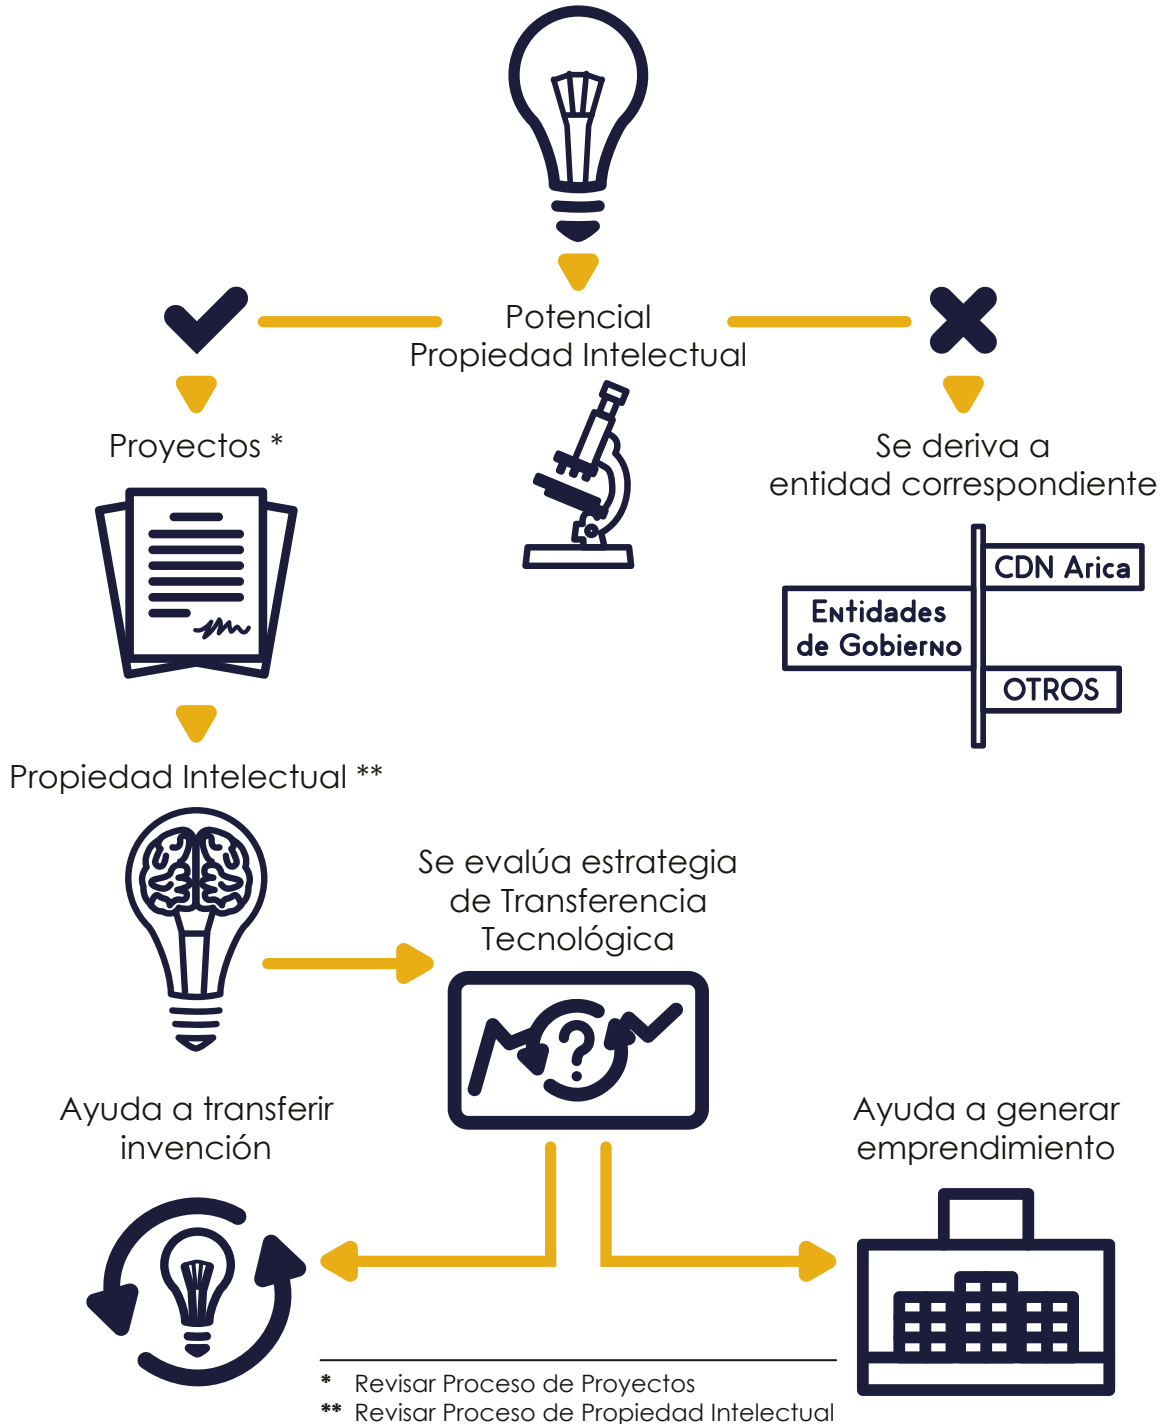 Potencial
Propiedad Intelectual
Proyectos *
Se deriva a
entidad correspondiente
CDN Arica
Entidades
de Gobierno
OTROS
Propiedad Intelectual **
Se evalúa estrategia
de Transferencia
Tecnológica
?
Ayuda a transferir
invención
Ayuda a generar
emprendimiento
* Revisar Proceso de Proyectos
** Revisar Proceso de Propiedad Intelectual